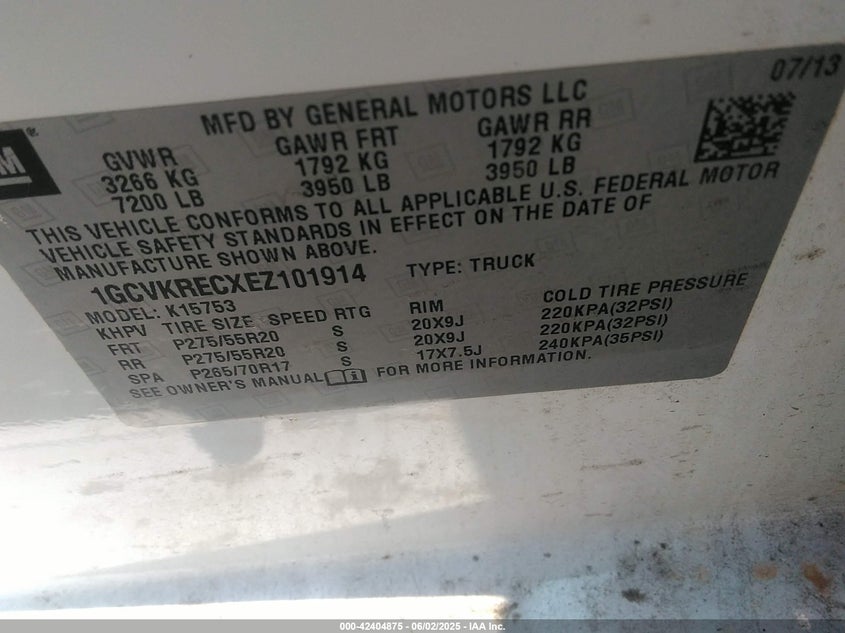 07/13
MFD BY GENERAL MOTORS LLC
GM®
GVWR GAWR FRT GAWR RR
3266 KG 1792 KG 1792 KG
7200 LB 3950 LB 3950 LB
THIS VEHICLE CONFORMS TO ALL APPLICABLE U.S. FEDERAL MOTOR
VEHICLE SAFETY STANDARDS IN EFFECT ON THE DATE OF
MANUFACTURE SHOWN ABOVE.
1GCVKRECXEZ101914 TYPE: TRUCK
MODEL: K15753
KHPV TIRE SIZE SPEED RTG RIM COLD TIRE PRESSURE
FRT P275/55R20 S 20X9J 220KPA(32PSI)
RR P275/55R20 S 20X9J 220KPA(32PSI)
SPA P265/70R17 S 17X7.5J 240KPA(35PSI)
SEE OWNER'S MANUAL FOR MORE INFORMATION.
000-42404875 - 06/02/2025 - IAA Inc.